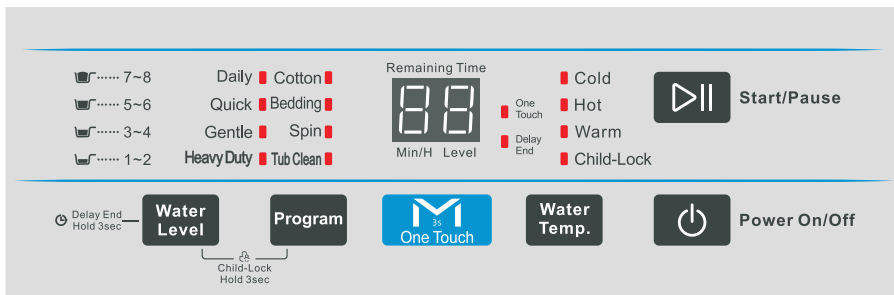 Remaining Time
7~8 Daily Cotton Cold
5~6 Quick Bedding One Touch Hot Start/Pause
3~4 Gentle Spin Delay End Warm
1~2 Heavy Duty Tub Clean Min/H Level Child-Lock
88
Delay End
Hold 3sec
Water
Level
Program
3s
One Touch
Water
Temp.
Power On/Off
Child-Lock
Hold 3sec